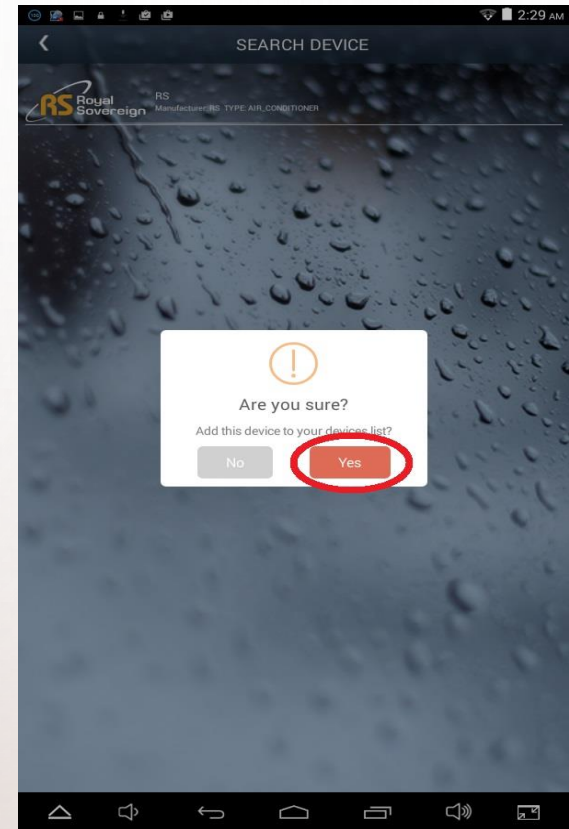 2:29 AM
SEARCH DEVICE
RS Royal Sovereign
RS
Manufacturer:RS TYPE: AIR_CONDITIONER
Are you sure?
Add this device to your devices list?
No
Yes